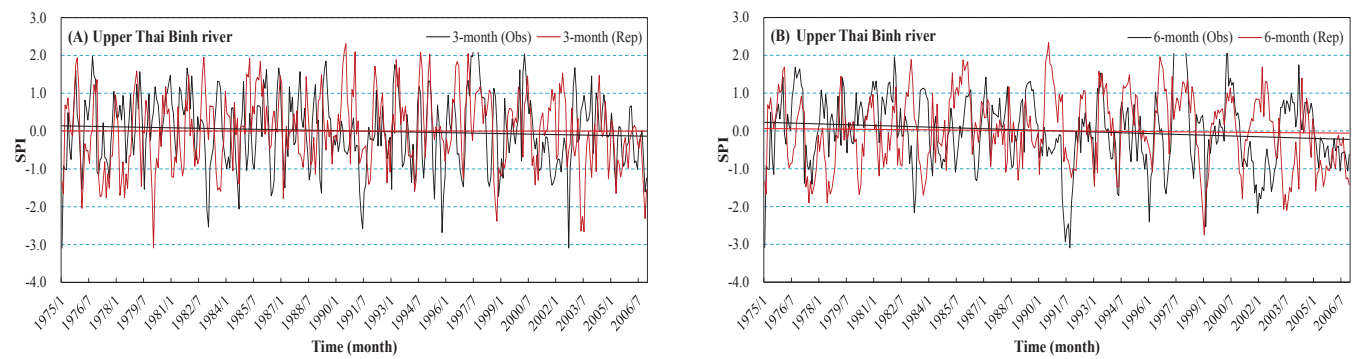 (A) Upper Thai Binh river
3-month (Obs) 3-month (Rep)
SPI
3.0
2.0
1.0
0.0
-1.0
-2.0
-3.0
-4.0
1975/1 1976/7 1978/1 1979/7 1981/1 1982/7 1984/1 1985/7 1987/1 1988/7 1990/1 1991/7 1993/1 1994/7 1996/1 1997/7 1999/1 2000/7 2002/1 2003/7 2005/1 2006/7
Time (month)
(B) Upper Thai Binh river
6-month (Obs) 6-month (Rep)
SPI
3.0
2.0
1.0
0.0
-1.0
-2.0
-3.0
-4.0
1975/1 1976/7 1978/1 1979/7 1981/1 1982/7 1984/1 1985/7 1987/1 1988/7 1990/1 1991/7 1993/1 1994/7 1996/1 1997/7 1999/1 2000/7 2002/1 2003/7 2005/1 2006/7
Time (month)